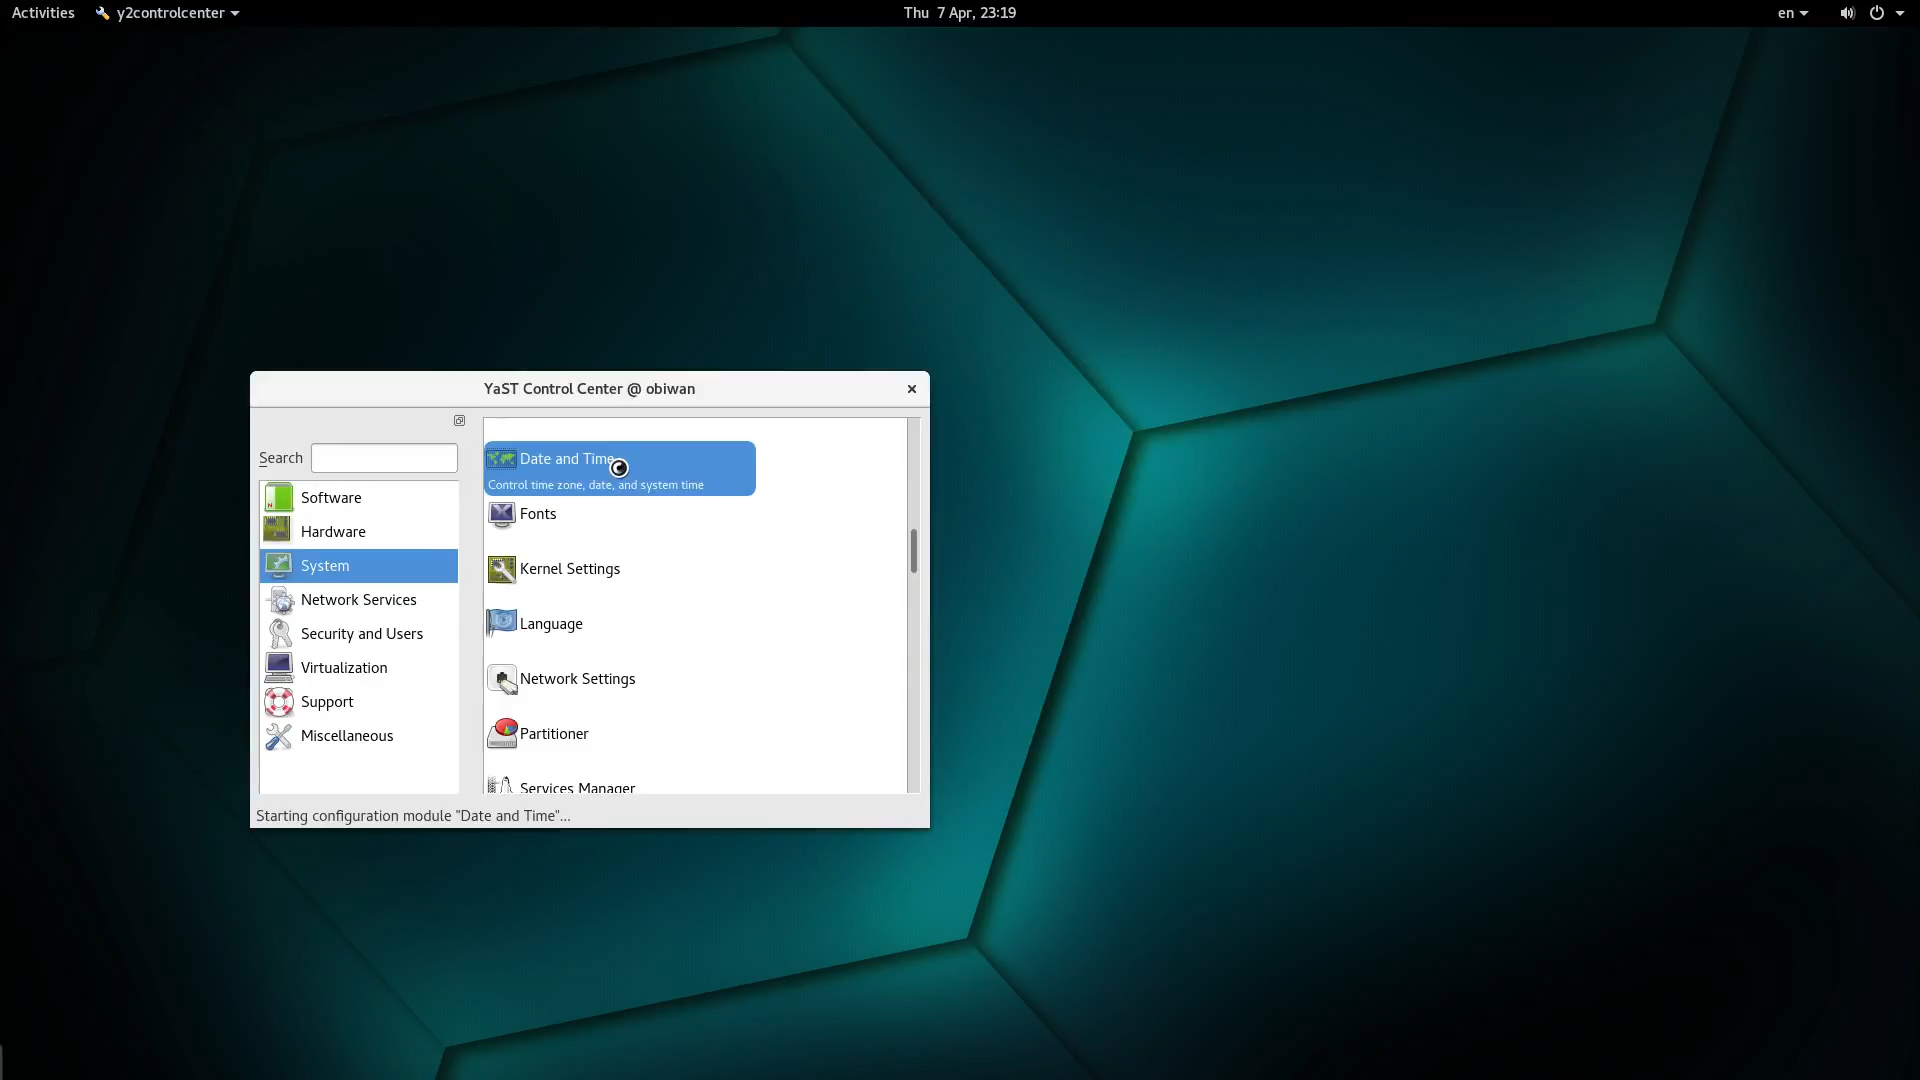 Activities
y2controlcenter
Thu 7 Apr, 23:19
en
YaST Control Center @ obiwan
Search
Software
Hardware
System
Network Services
Security and Users
Virtualization
Support
Miscellaneous
Date and Time
Control time zone, date, and system time
Fonts
Kernel Settings
Language
Network Settings
Partitioner
Services Manager
Starting configuration module "Date and Time"...